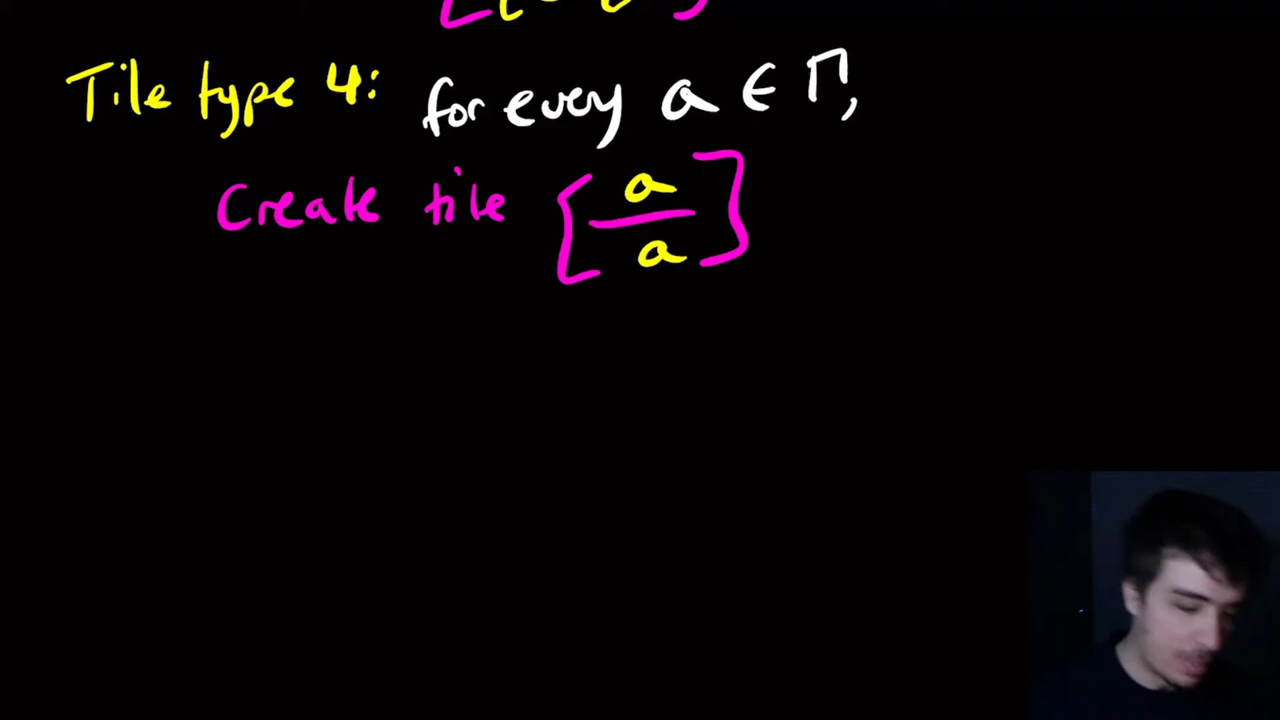 Tile type 4: for every a ∈ Γ,
Create tile [a/a]